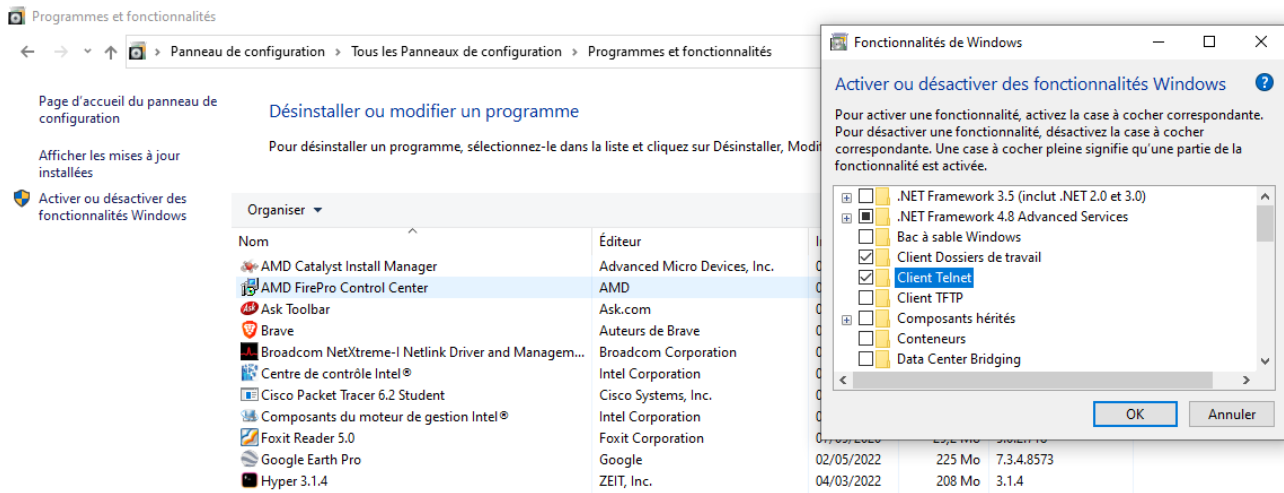 Programmes et fonctionnalités
Panneau de configuration > Tous les Panneaux de configuration > Programmes et fonctionnalités
Page d'accueil du panneau de
configuration
Afficher les mises à jour
installées
Activer ou désactiver des
fonctionnalités Windows
Désinstaller ou modifier un programme
Pour désinstaller un programme, sélectionnez-le dans la liste et cliquez sur Désinstaller,
Organiser
Nom Éditeur
AMD Catalyst Install Manager Advanced Micro Devices, Inc.
AMD FirePro Control Center AMD
Ask Toolbar Ask.com
Brave Auteurs de Brave
Broadcom NetXtreme-I Netlink Driver and Managem... Broadcom Corporation
Centre de contrôle Intel® Intel Corporation
Cisco Packet Tracer 6.2 Student Cisco Systems, Inc.
Composants du moteur de gestion Intel® Intel Corporation
Foxit Reader 5.0 Foxit Corporation
Google Earth Pro Google 02/05/2022 225 Mo 7.3.4.8573
Hyper 3.1.4 ZEIT, Inc. 04/03/2022 208 Mo 3.1.4
Fonctionnalités de Windows
Activer ou désactiver des fonctionnalités Windows
Pour activer une fonctionnalité, activez la case à cocher correspondante.
Pour désactiver une fonctionnalité, désactivez la case à cocher
correspondante. Une case à cocher pleine signifie qu'une partie de la
fonctionnalité est activée.
.NET Framework 3.5 (inclut .NET 2.0 et 3.0)
.NET Framework 4.8 Advanced Services
Bac à sable Windows
Client Dossiers de travail
Client Telnet
Client TFTP
Composants hérités
Conteneurs
Data Center Bridging
OK Annuler